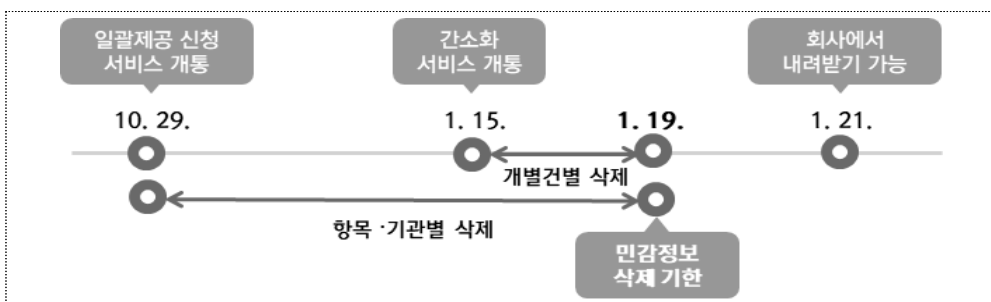 일괄제공 신청
서비스 개통
간소화
서비스 개통
회사에서
내려받기 가능
10. 29.
1. 15.
1. 19.
1. 21.
개별건별 삭제
항목 ·기관별 삭제
민감정보
삭제 기한